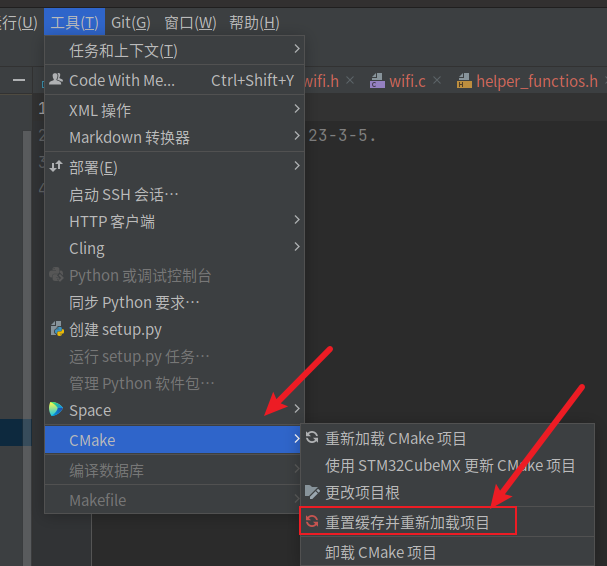 运行(U) 工具(T) Git(G) 窗口(W) 帮助(H)
任务和上下文(T)
Code With Me... Ctrl+Shift+Y
wifi.h wifi.c helper_functios.h
1
XML 操作
Markdown 转换器
2 23-3-5.
部署(E)
3
启动 SSH 会话…
4
HTTP 客户端
Cling
Python 或调试控制台
同步 Python 要求…
创建 setup.py
运行 setup.py 任务…
管理 Python 软件包…
Space
CMake
重新加载 CMake 项目
使用 STM32CubeMX 更新 CMake 项目
编译数据库
更改项目根
Makefile
重置缓存并重新加载项目
卸载 CMake 项目